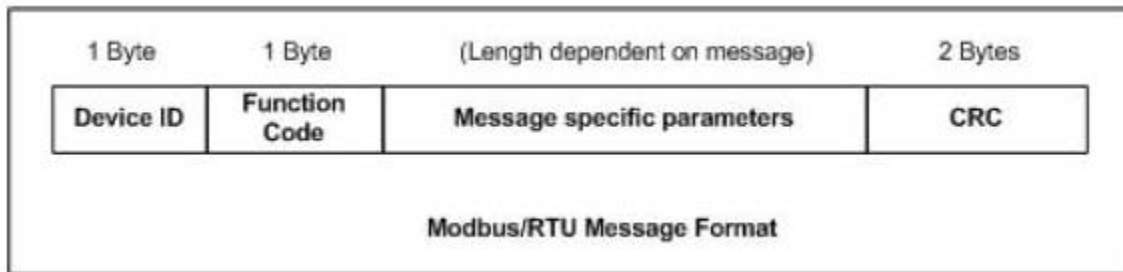 1 Byte 1 Byte (Length dependent on message) 2 Bytes
Device ID Function Code Message specific parameters CRC
Modbus/RTU Message Format